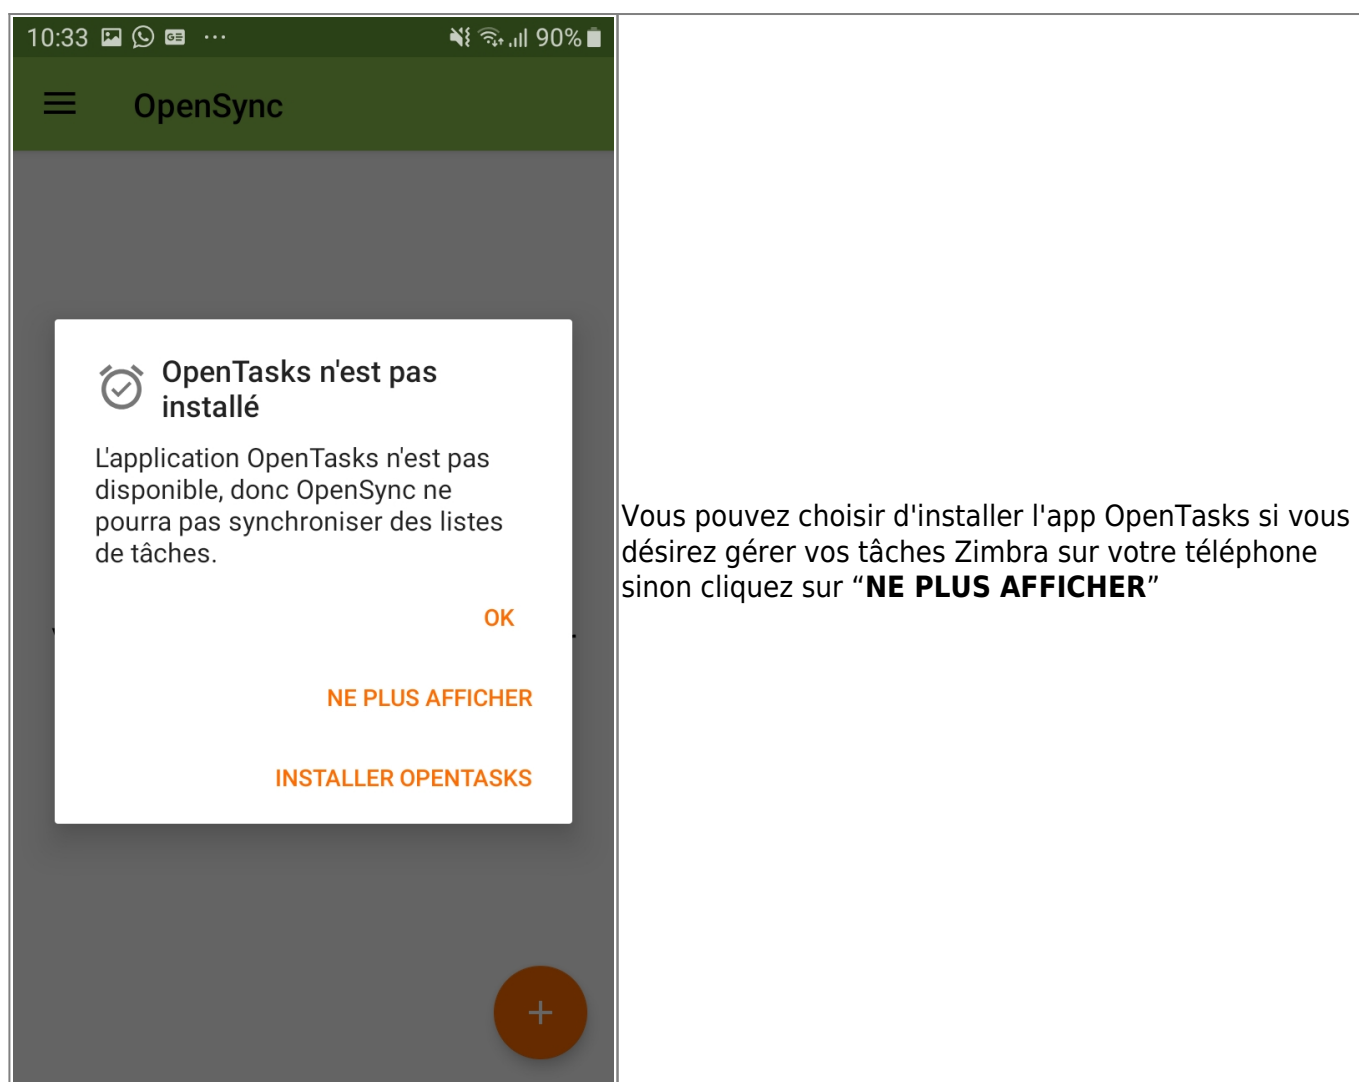 10:33 ... 90%
OpenSync
OpenTasks n'est pas
installé
L'application OpenTasks n'est pas
disponible, donc OpenSync ne
pourra pas synchroniser des listes
de tâches.
OK
NE PLUS AFFICHER
INSTALLER OPENTASKS
+
Vous pouvez choisir d'installer l'app OpenTasks si vous
désirez gérer vos tâches Zimbra sur votre téléphone
sinon cliquez sur “NE PLUS AFFICHER”